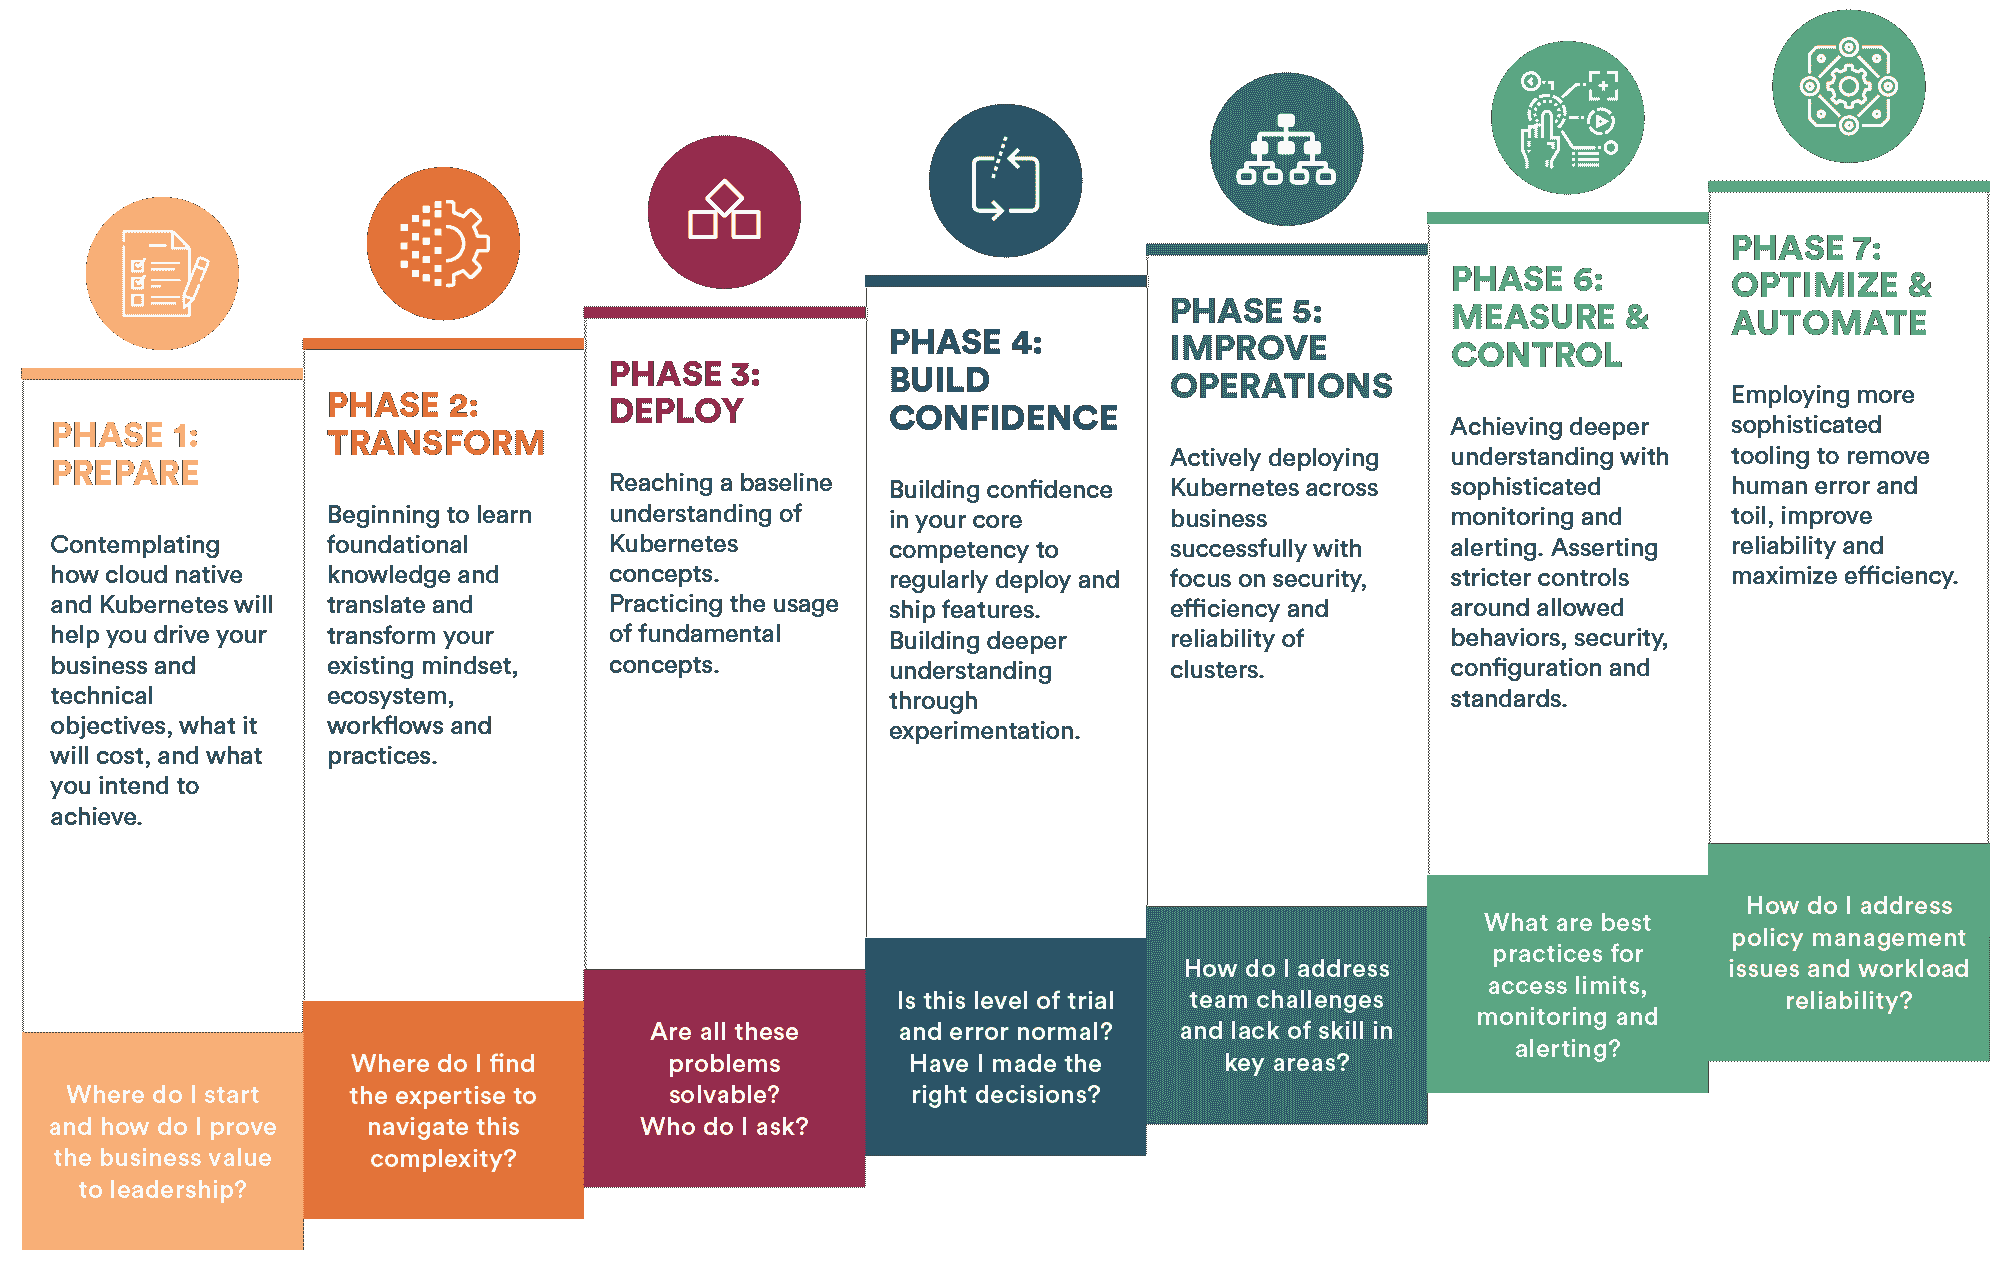 PHASE 1:
PREPARE
Contemplating
how cloud native
and Kubernetes will
help you drive your
business and
technical
objectives, what it
will cost, and what
you intend to
achieve.
Where do I start
and how do I prove
the business value
to leadership?
PHASE 2:
TRANSFORM
Beginning to learn
foundational
knowledge and
translate and
transform your
existing mindset,
ecosystem,
workflows and
practices.
Where do I find
the expertise to
navigate this
complexity?
PHASE 3:
DEPLOY
Reaching a baseline
understanding of
Kubernetes
concepts.
Practicing the usage
of fundamental
concepts.
Are all these
problems
solvable?
Who do I ask?
PHASE 4:
BUILD
CONFIDENCE
Building confidence
in your core
competency to
regularly deploy and
ship features.
Building deeper
understanding
through
experimentation.
Is this level of trial
and error normal?
Have I made the
right decisions?
PHASE 5:
IMPROVE
OPERATIONS
Actively deploying
Kubernetes across
business
successfully with
focus on security,
efficiency and
reliability of
clusters.
How do I address
team challenges
and lack of skill in
key areas?
PHASE 6:
MEASURE &
CONTROL
Achieving deeper
understanding with
sophisticated
monitoring and
alerting. Asserting
stricter controls
around allowed
behaviors, security,
configuration and
standards.
What are best
practices for
access limits,
monitoring and
alerting?
PHASE 7:
OPTIMIZE &
AUTOMATE
Employing more
sophisticated
tooling to remove
human error and
toil, improve
reliability and
maximize efficiency.
How do I address
policy management
issues and workload
reliability?